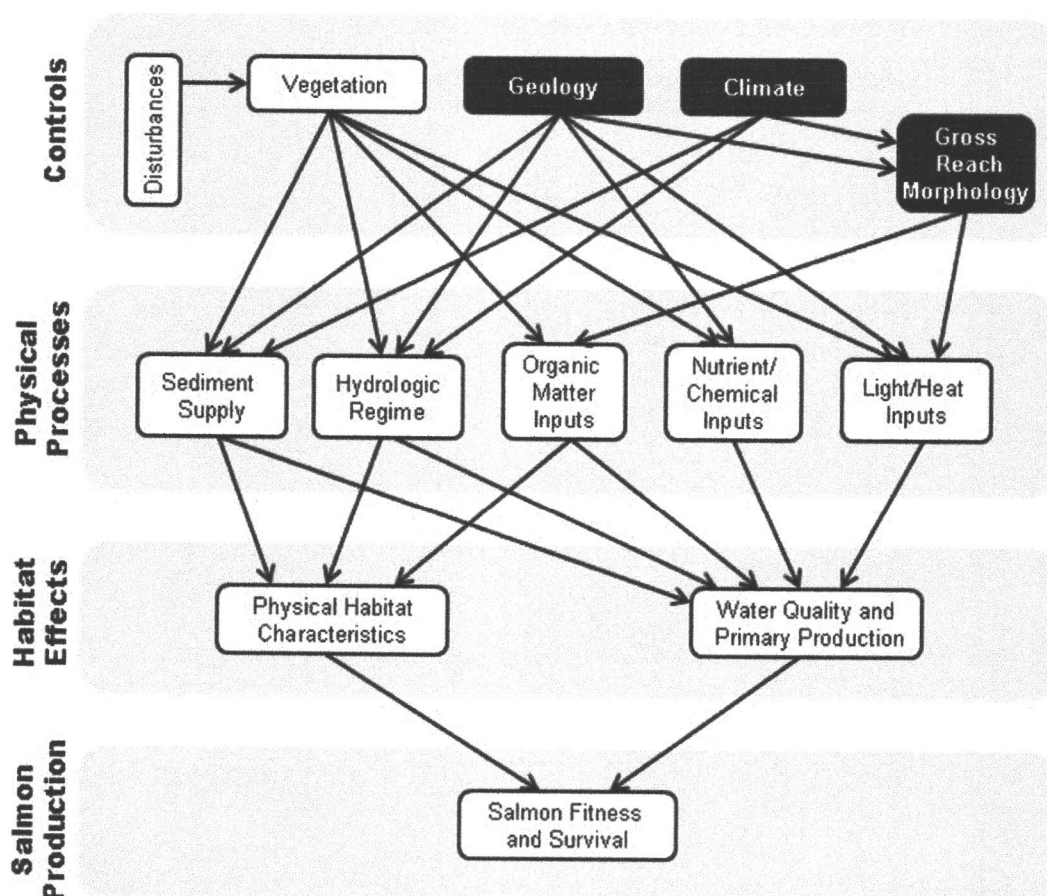 Controls
Disturbances
Vegetation
Geology
Climate
Gross
Reach
Morphology
Physical
Processes
Sediment
Supply
Hydrologic
Regime
Organic
Matter
Inputs
Nutrient/
Chemical
Inputs
Light/Heat
Inputs
Habitat
Effects
Physical Habitat
Characteristics
Water Quality and
Primary Production
Salmon
Production
Salmon Fitness
and Survival